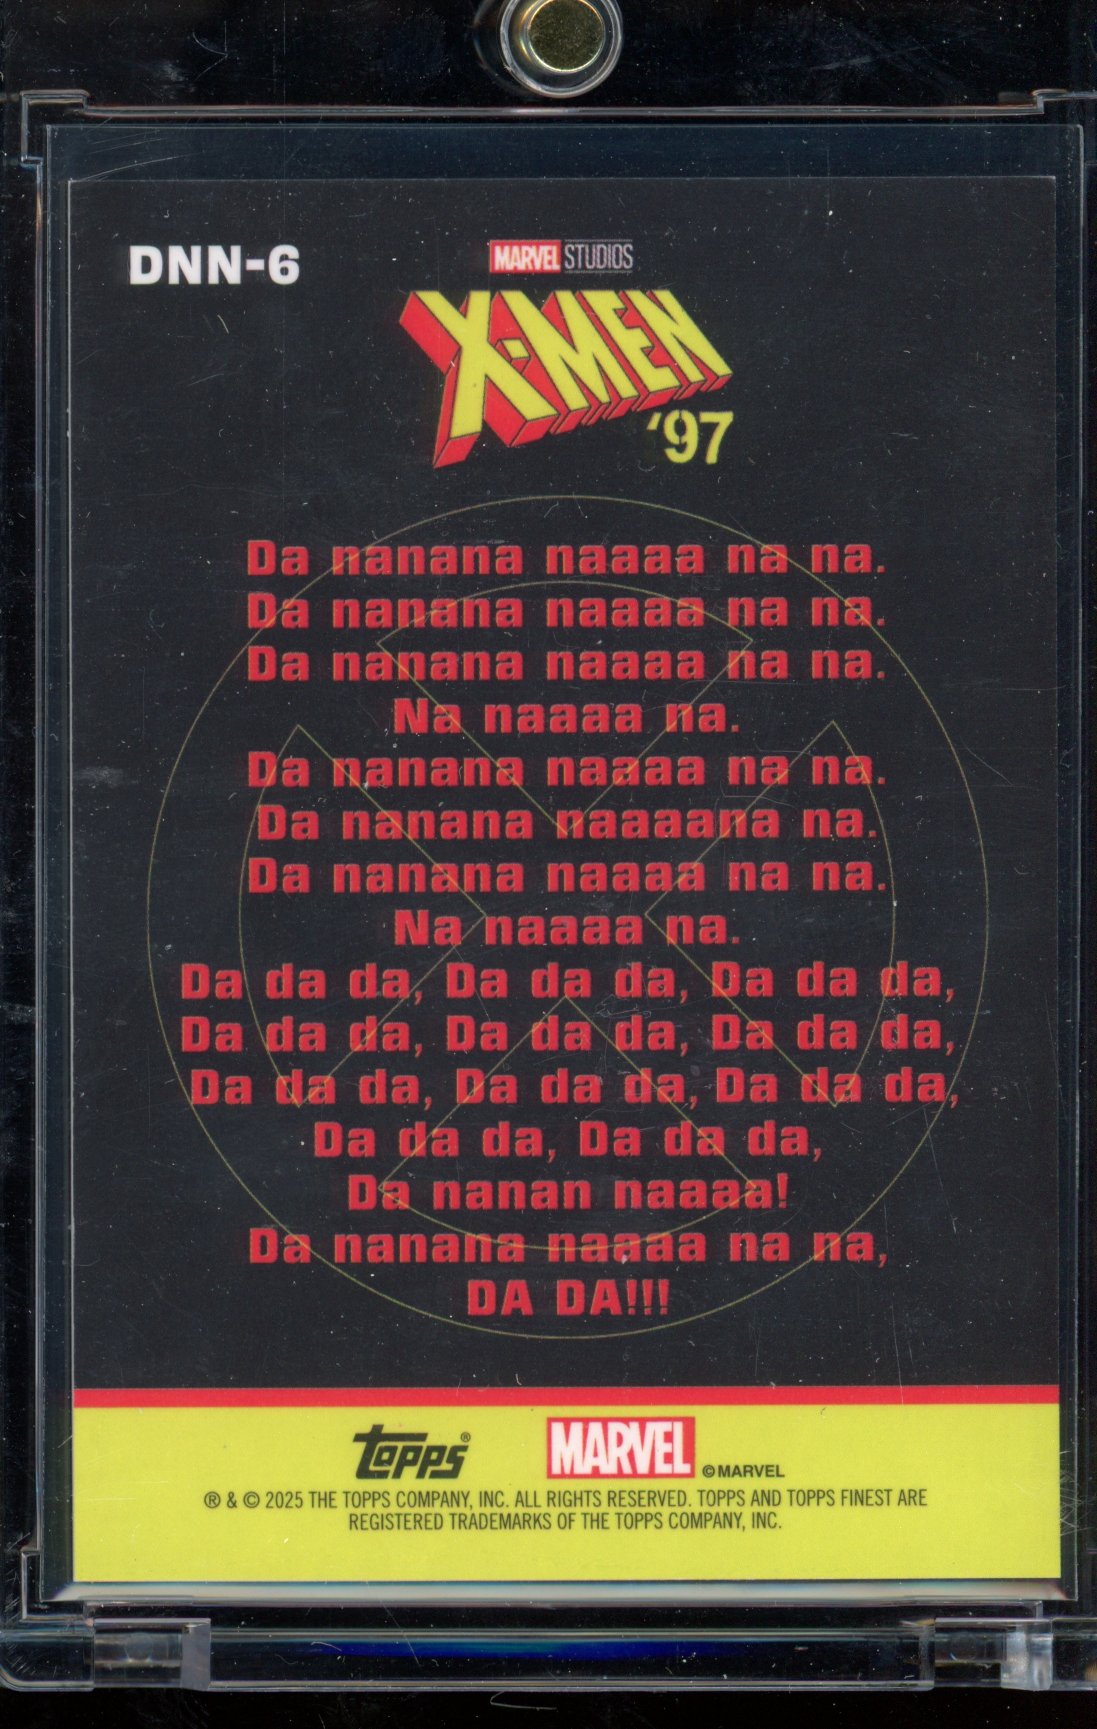 DNN-6
MARVEL STUDIOS
X-MEN
'97
Da nanana naaaa na na.
Da nanana naaaa na na.
Da nanana naaaa na na.
Na naaaa na.
Da nanana naaaa na na.
Da nanana naaaana na.
Da nanana naaaa na na.
Na naaaa na.
Da da da, Da da da, Da da da,
Da da da, Da da da, Da da da,
Da da da, Da da da, Da da da,
Da da da, Da da da,
Da nanan naaaa!
Da nanana naaaa na na,
DA DA!!!
topps® MARVEL ©MARVEL
® & © 2025 THE TOPPS COMPANY, INC. ALL RIGHTS RESERVED. TOPPS AND TOPPS FINEST ARE
REGISTERED TRADEMARKS OF THE TOPPS COMPANY, INC.